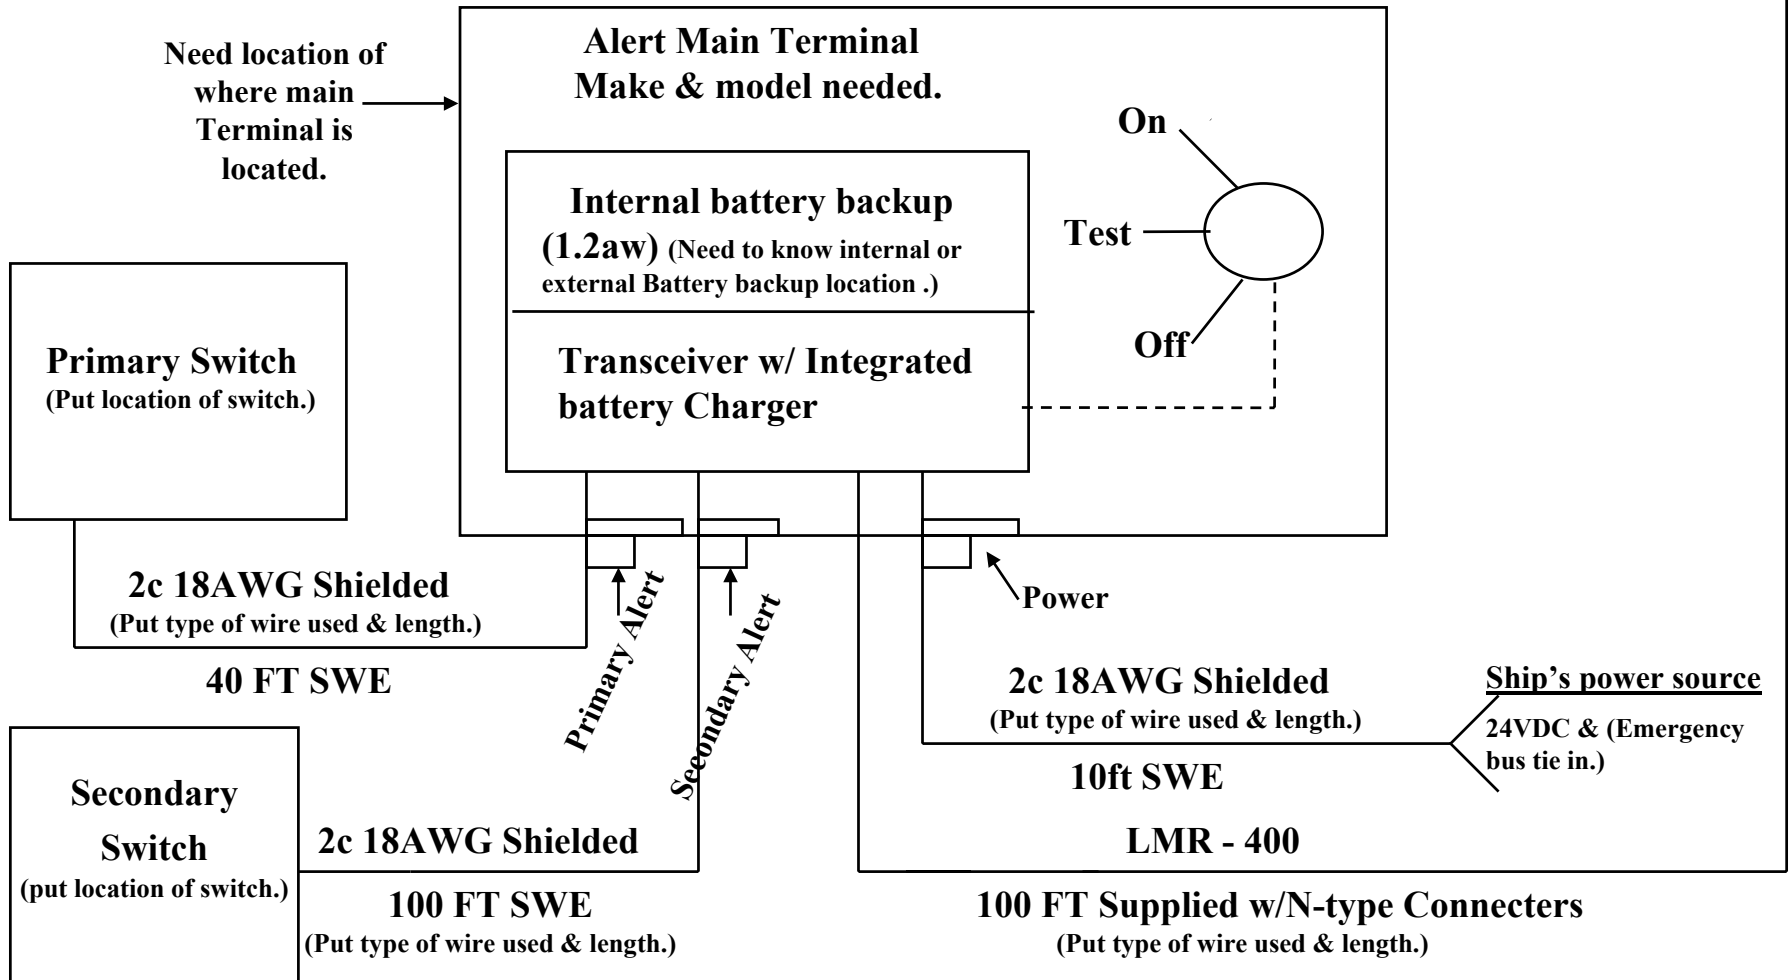 Need location of
where main
Terminal is
located.
Alert Main Terminal
Make & model needed.
On
Test
Off
Internal battery backup
(1.2aw) (Need to know internal or
external Battery backup location .)
Transceiver w/ Integrated
battery Charger
Primary Switch
(Put location of switch.)
2c 18AWG Shielded
(Put type of wire used & length.)
40 FT SWE
Primary Alert
Secondary Alert
Power
2c 18AWG Shielded
(Put type of wire used & length.)
10ft SWE
Ship’s power source
24VDC & (Emergency
bus tie in.)
Secondary
Switch
(put location of switch.)
2c 18AWG Shielded
100 FT SWE
(Put type of wire used & length.)
LMR - 400
100 FT Supplied w/N-type Connecters
(Put type of wire used & length.)